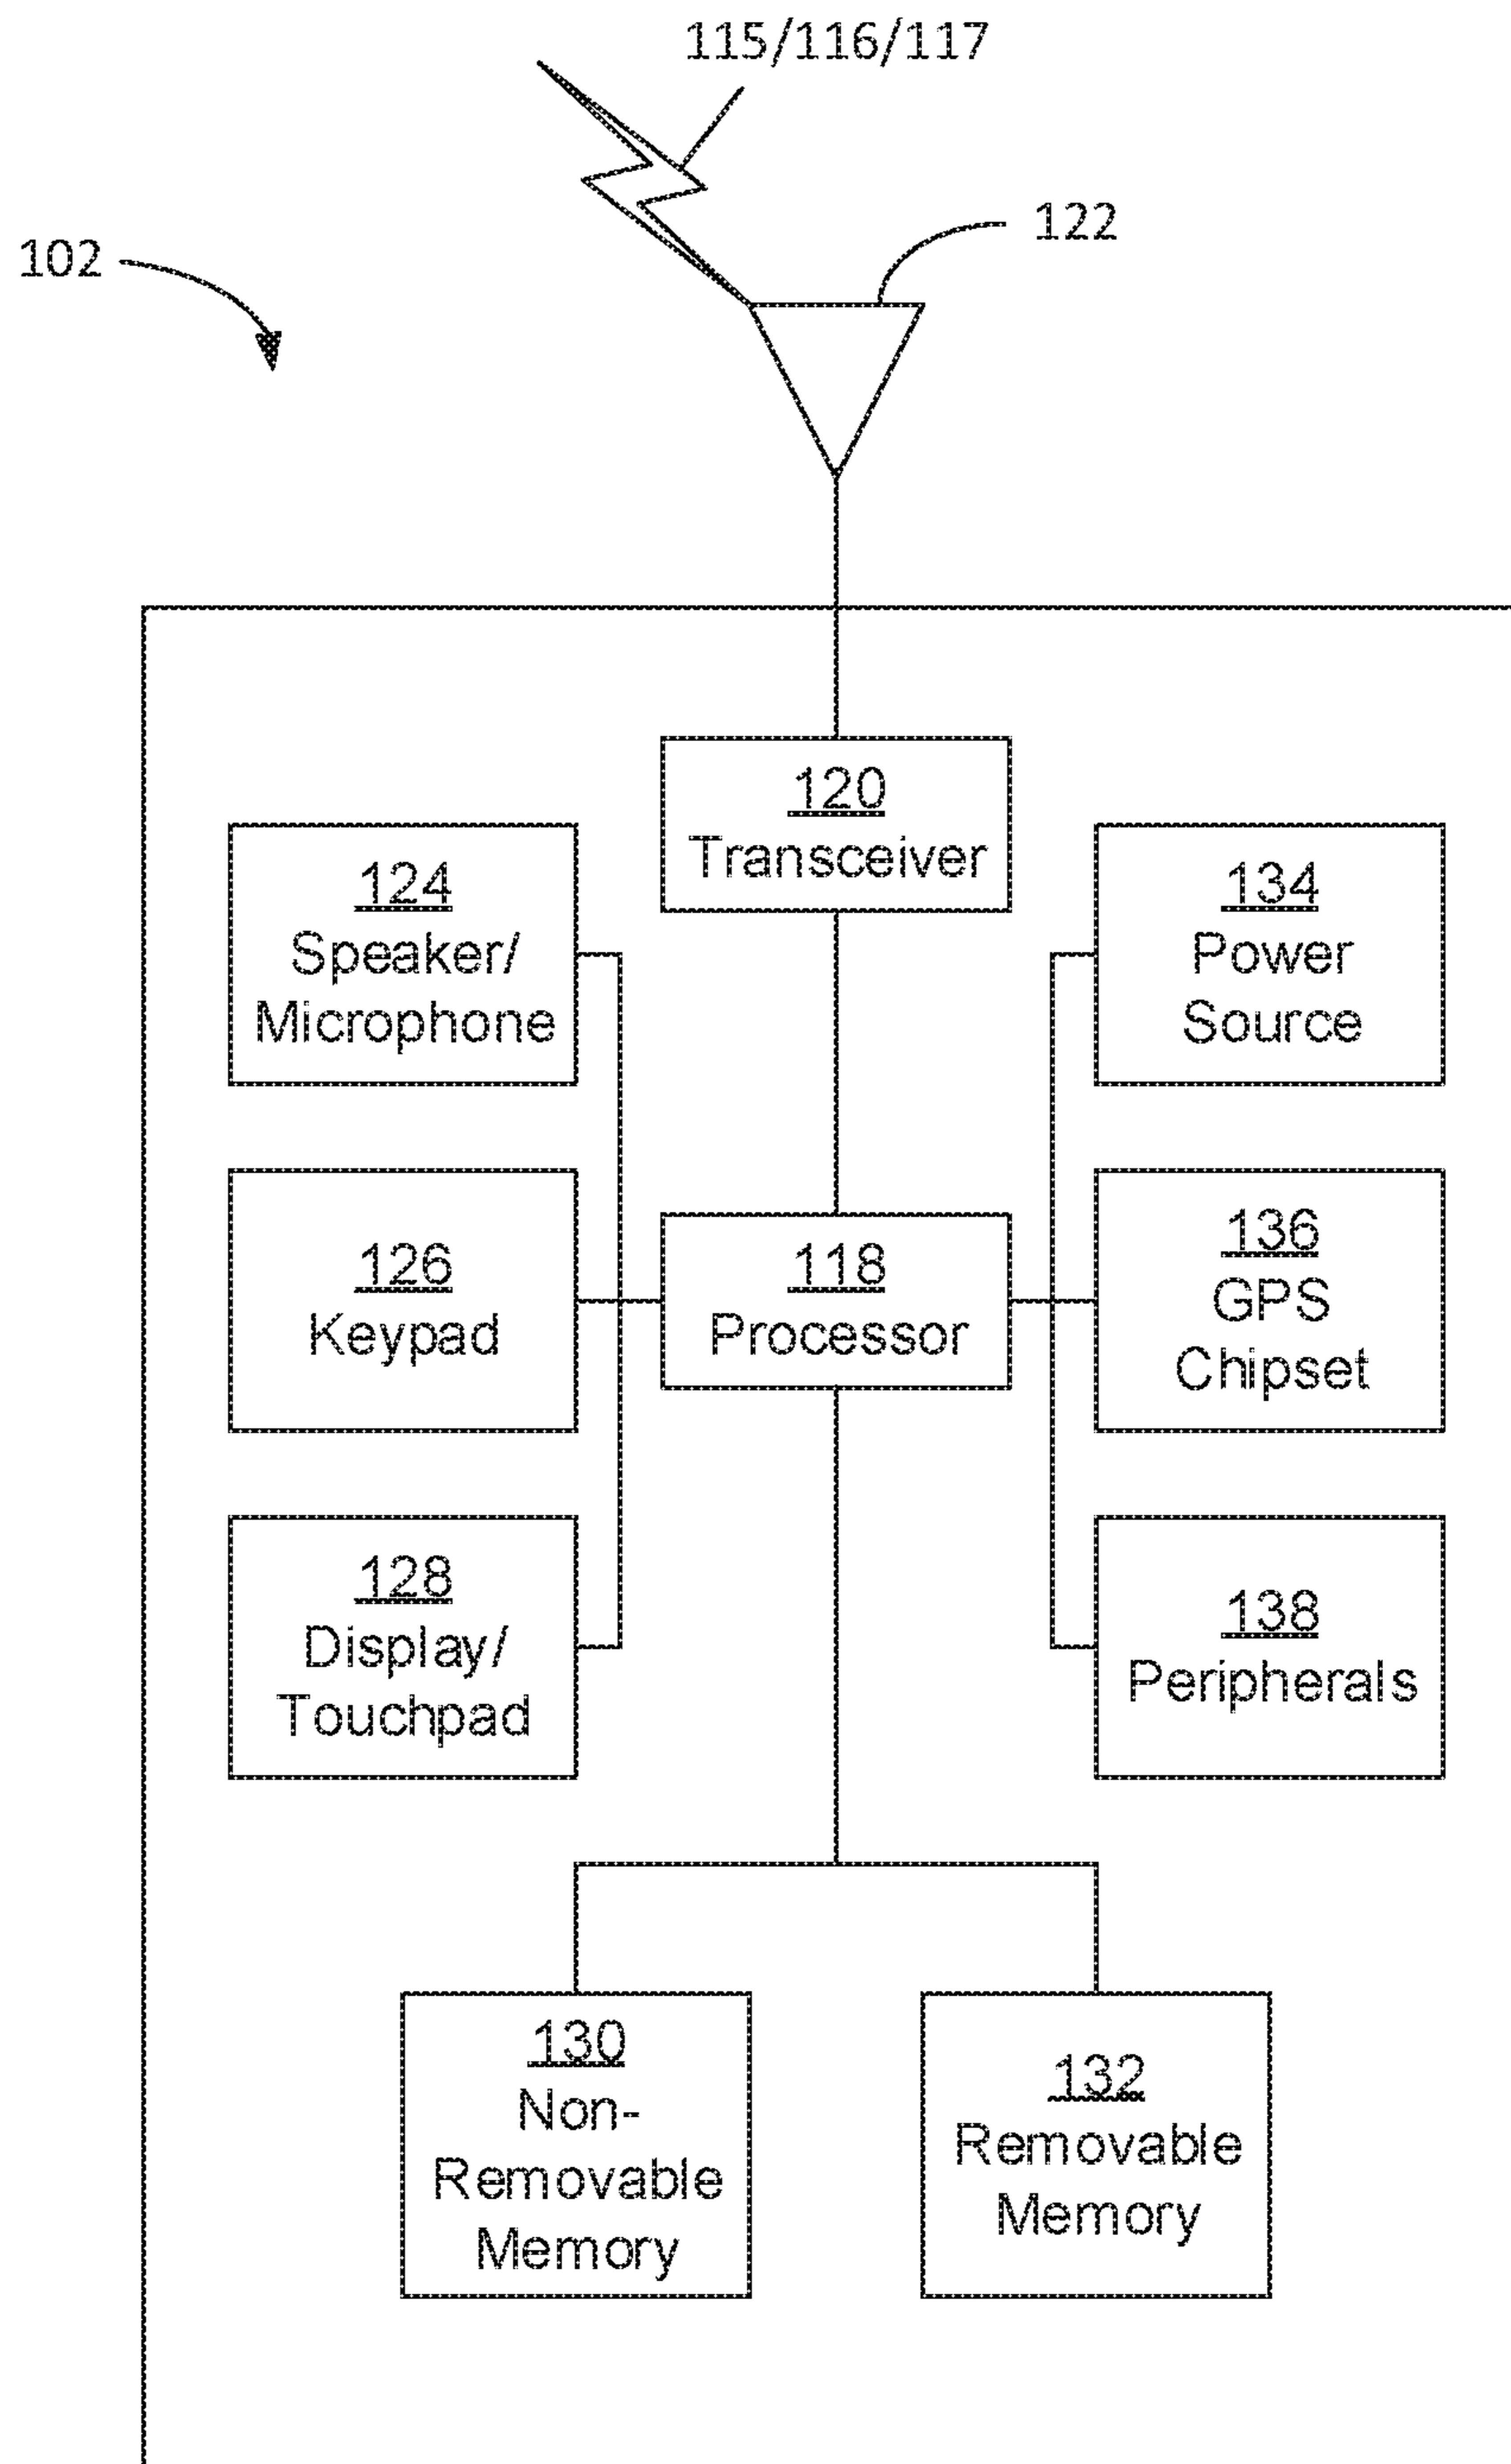 115/116/117
122
102
120
Transceiver
124
Speaker/
Microphone
134
Power
Source
126
Keypad
118
Processor
136
GPS
Chipset
128
Display/
Touchpad
138
Peripherals
130
Non-
Removable
Memory
132
Removable
Memory